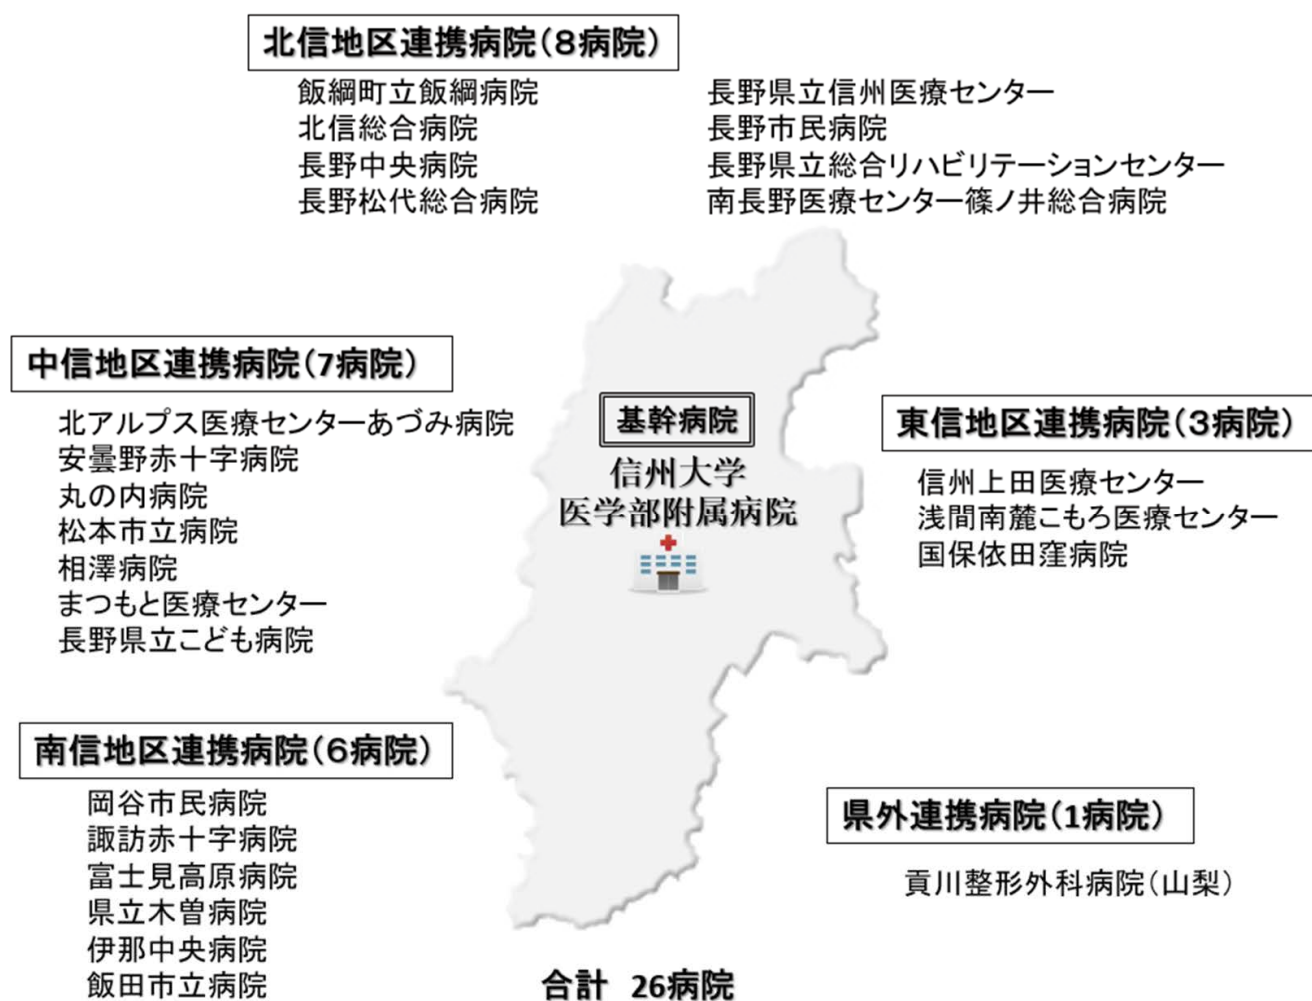 北信地区連携病院(8病院)
飯綱町立飯綱病院
北信総合病院
長野中央病院
長野松代総合病院
長野県立信州医療センター
長野市民病院
長野県立総合リハビリテーションセンター
南長野医療センター篠ノ井総合病院
中信地区連携病院(7病院)
北アルプス医療センターあづみ病院
安曇野赤十字病院
丸の内病院
松本市立病院
相澤病院
まつもと医療センター
長野県立こども病院
基幹病院
信州大学
医学部附属病院
東信地区連携病院(3病院)
信州上田医療センター
浅間南麓こもろ医療センター
国保依田窪病院
南信地区連携病院(6病院)
岡谷市民病院
諏訪赤十字病院
富士見高原病院
県立木曽病院
伊那中央病院
飯田市立病院
県外連携病院(1病院)
貢川整形外科病院(山梨)
合計 26病院